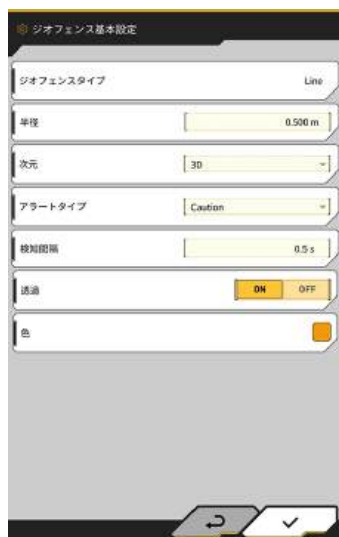 ジオフェンス基本設定
ジオフェンスタイプ Line
半径 0.500 m
次元 3D
アラートタイプ Caution
検知間隔 0.5 s
透過 ON OFF
色